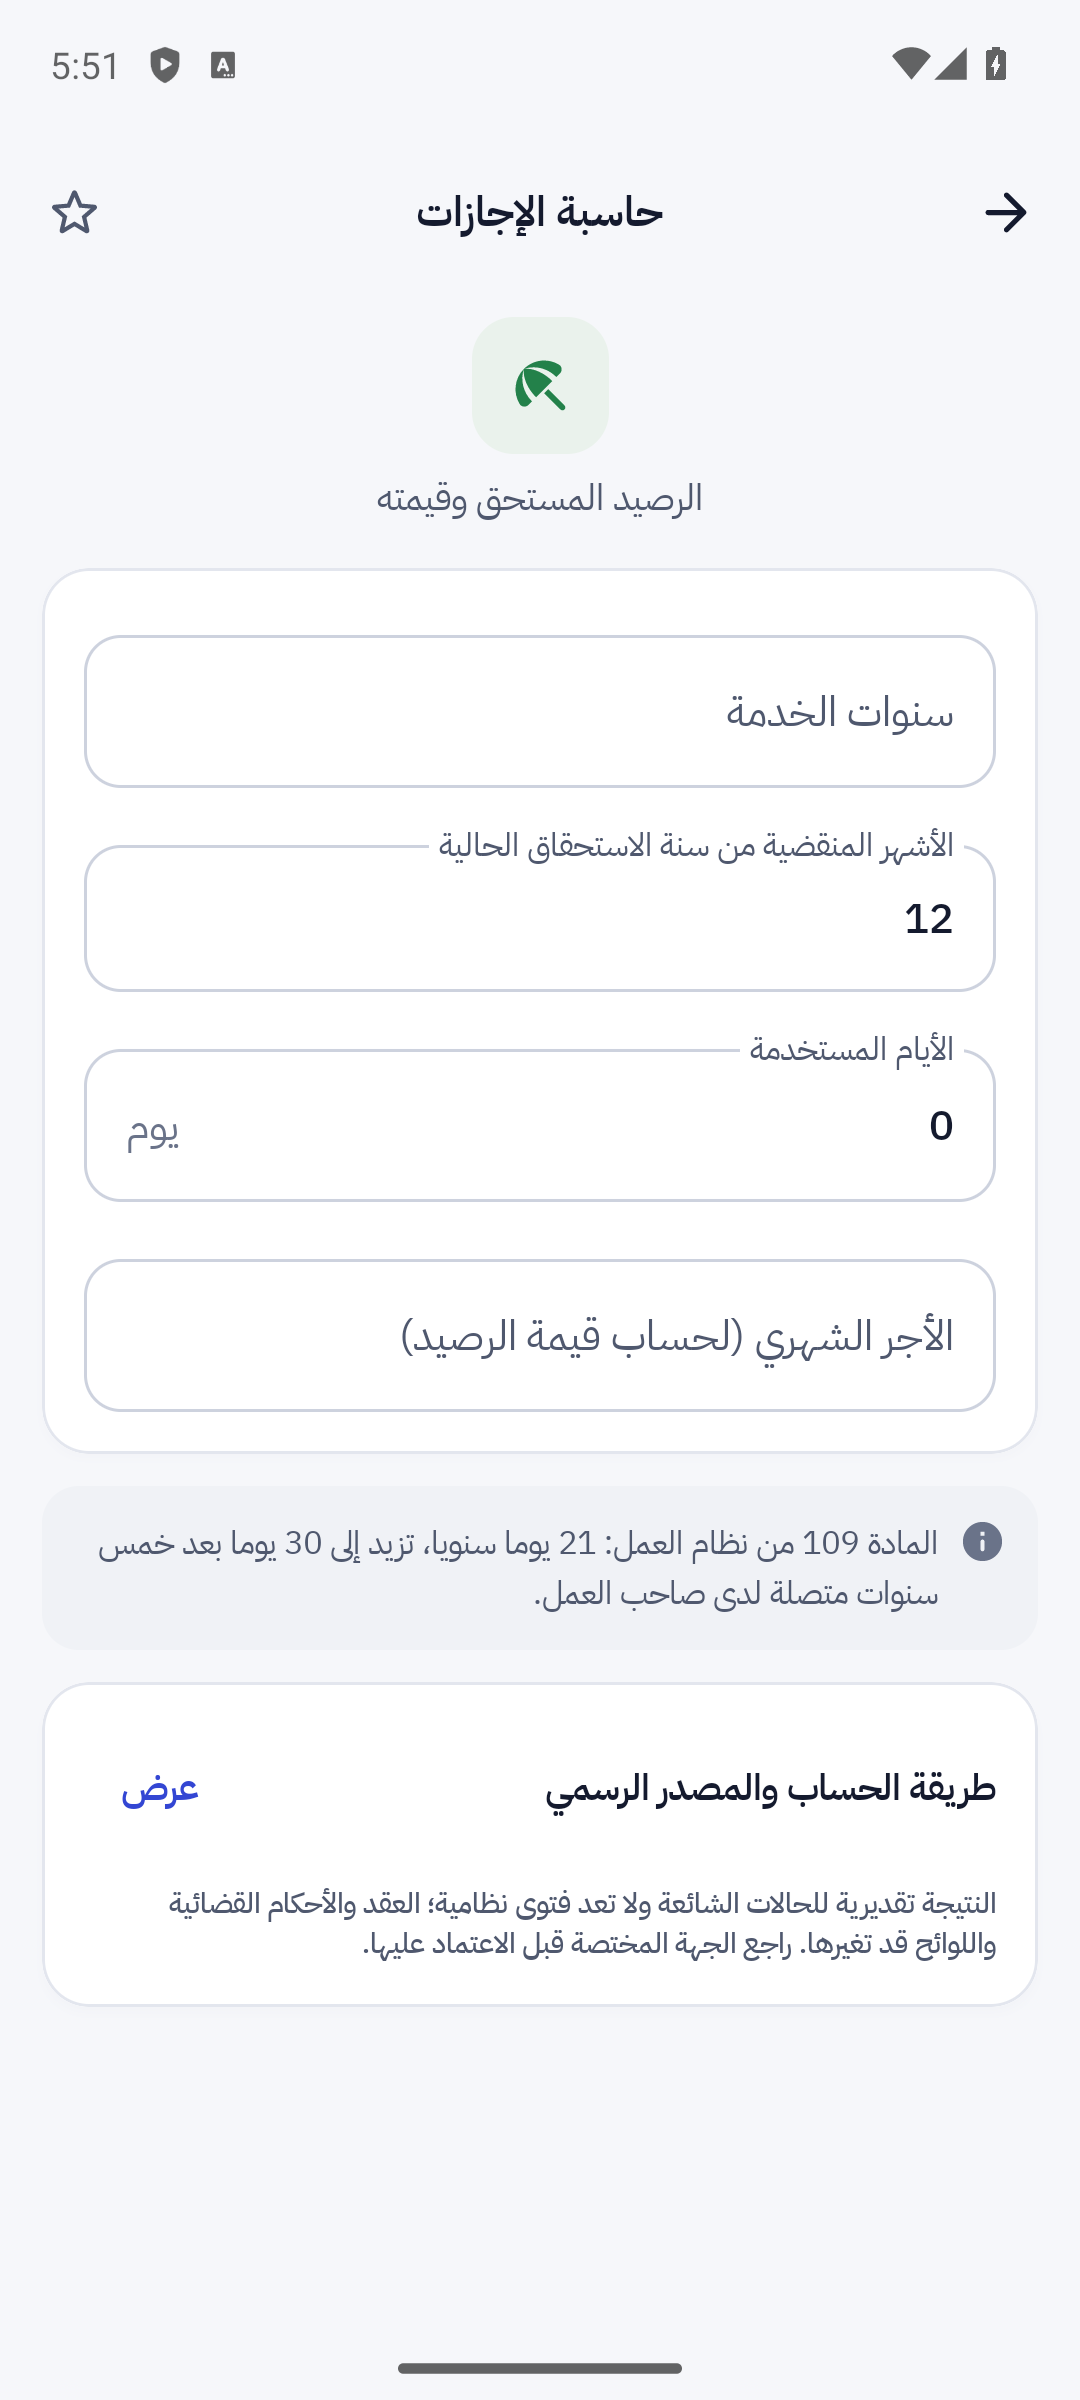 5:51
حاسبة الإجازات
الرصيد المستحق وقيمته
سنوات الخدمة
الأشهر المنقضية من سنة الاستحقاق الحالية
12
الأيام المستخدمة
0 يوم
الأجر الشهري (لحساب قيمة الرصيد)
المادة 109 من نظام العمل: 21 يوما سنويا، تزيد إلى 30 يوما بعد خمس
سنوات متصلة لدى صاحب العمل.
طريقة الحساب والمصدر الرسمي عرض
النتيجة تقديرية للحالات الشائعة ولا تعد فتوى نظامية؛ العقد والأحكام القضائية
واللوائح قد تغيرها. راجع الجهة المختصة قبل الاعتماد عليها.